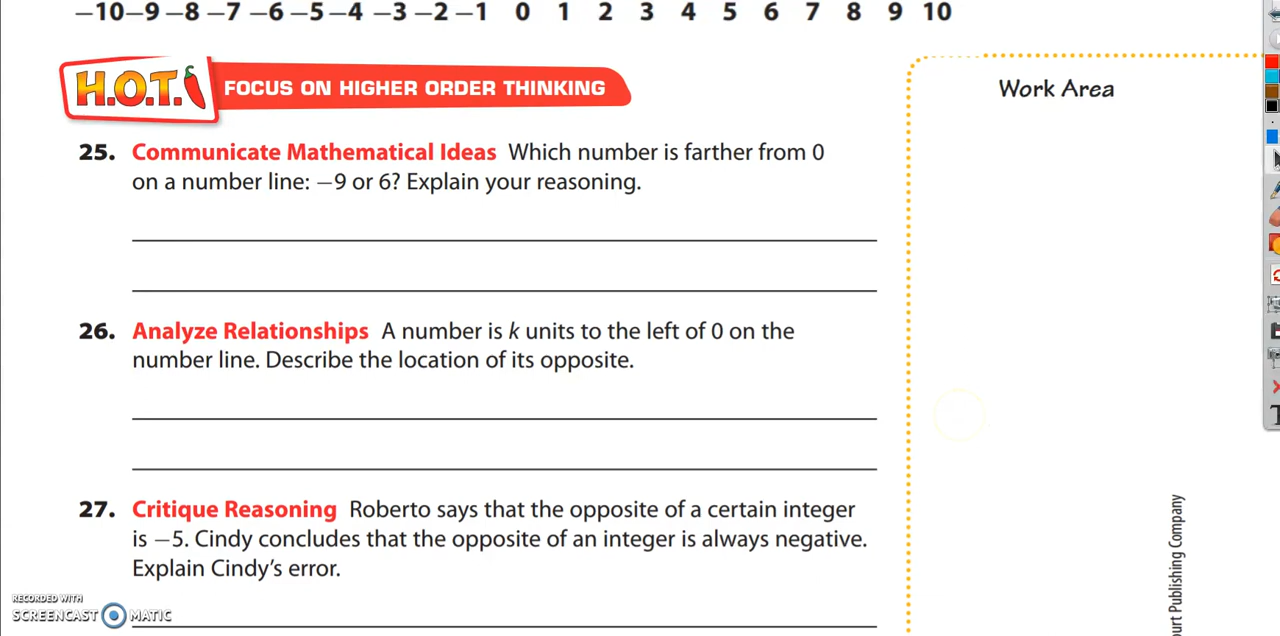 −10−9 −8 −7 −6 −5 −4 −3 −2 −1 0 1 2 3 4 5 6 7 8 9 10
H.O.T. FOCUS ON HIGHER ORDER THINKING
Work Area
25. Communicate Mathematical Ideas Which number is farther from 0
on a number line: −9 or 6? Explain your reasoning.
26. Analyze Relationships A number is k units to the left of 0 on the
number line. Describe the location of its opposite.
27. Critique Reasoning Roberto says that the opposite of a certain integer
is −5. Cindy concludes that the opposite of an integer is always negative.
Explain Cindy's error.
RECORDED WITH
SCREENCAST MATIC
urt Publishing Company